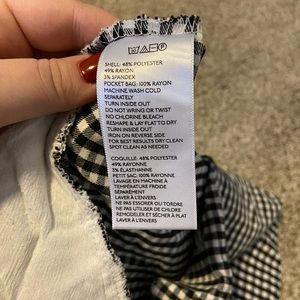 SHELL: 48% POLYESTER
49% RAYON
3% SPANDEX
POCKET BAG: 100% RAYON
MACHINE WASH COLD
SEPARATELY
TURN INSIDE OUT
DO NOT WRING OR TWIST
NO CHLORINE BLEACH
RESHAPE & LAY FLAT TO DRY
TURN INSIDE OUT
IRON ON REVERSE SIDE
FOR BEST RESULTS DRY CLEAN
SPOT CLEAN AS NEEDED
COQUILLE: 48% POLYESTER
49% RAYONNE
3% ÉLASTHANNE
PETIT SAC: 100% RAYONNE
LAVAGE EN MACHINE À
TEMPÉRATURE FROIDE
SÉPARÉMENT
LAVER À L'ENVERS
NE PAS ESSORER OU TORDRE
NE PAS UTILISER DE CHLORE
REMODELER ET SÉCHER À PLAT
LAVER À L'ENVERS